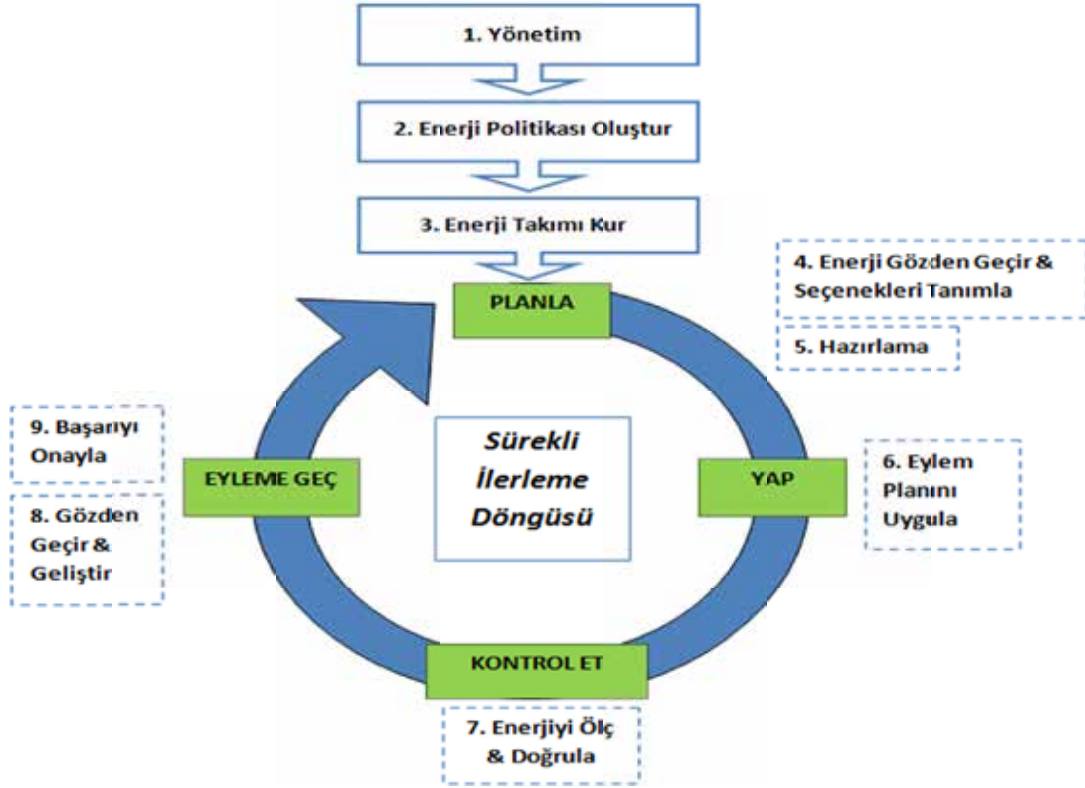 1. Yönetim
2. Enerji Politikası Oluştur
3. Enerji Takımı Kur
PLANLA
4. Enerji Gözden Geçir &
Seçenekleri Tanımla
5. Hazırlama
Sürekli
İlerleme
Döngüsü
YAP
6. Eylem
Planını
Uygula
KONTROL ET
7. Enerjiyi Ölç
& Doğrula
EYLEME GEÇ
8. Gözden
Geçir &
Geliştir
9. Başarıyı
Onayla